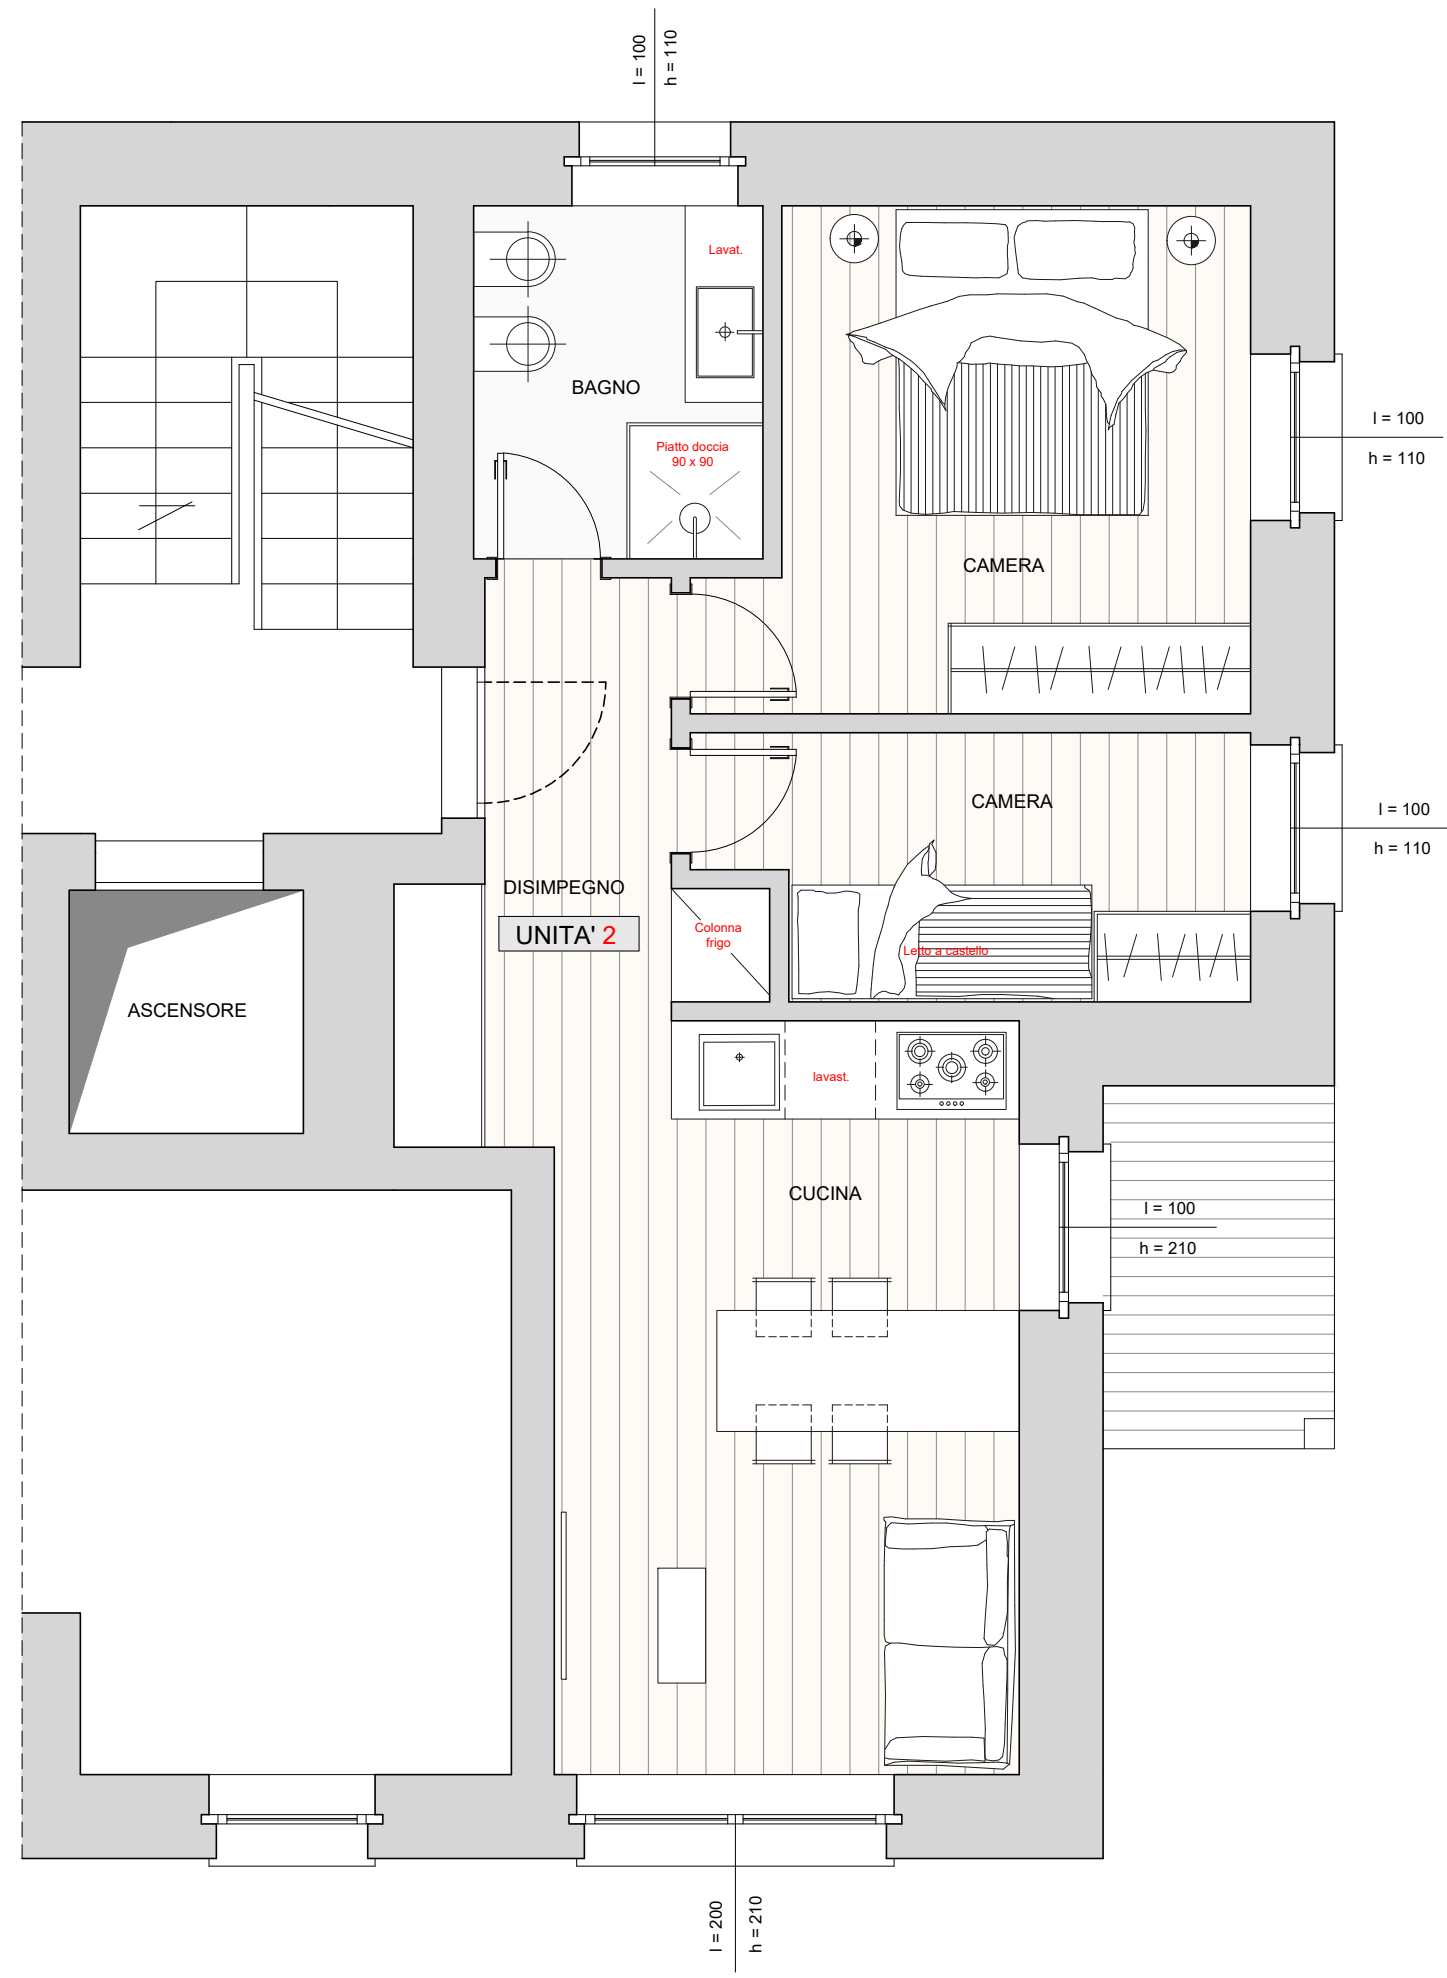 l = 100
h = 110
Lavat.
BAGNO
Piatto doccia
90 x 90
l = 100
h = 110
CAMERA
CAMERA
l = 100
h = 110
DISIMPEGNO
UNITA' 2
Colonna
frigo
Letto a castello
ASCENSORE
lavast.
CUCINA
l = 100
h = 210
l = 200
h = 210